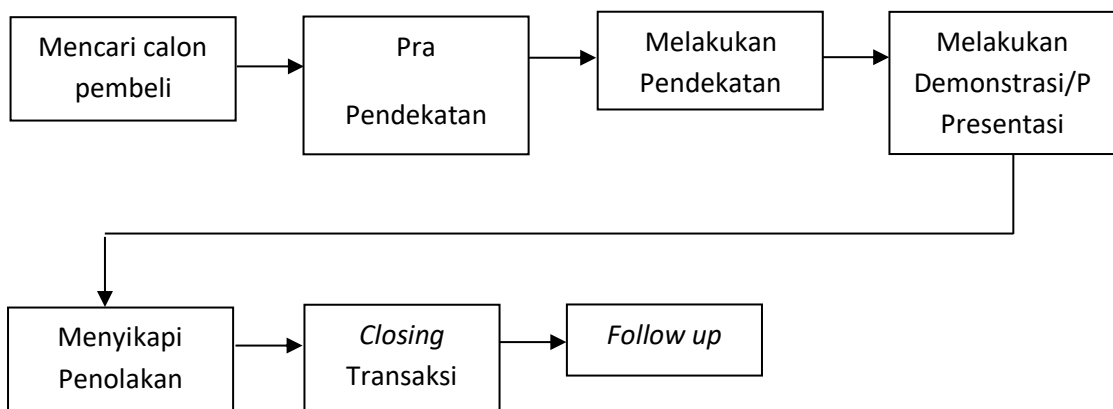 Mencari calon
pembeli
Pra
Pendekatan
Melakukan
Pendekatan
Melakukan
Demonstrasi/P
Presentasi
Menyikapi
Penolakan
Closing
Transaksi
Follow up